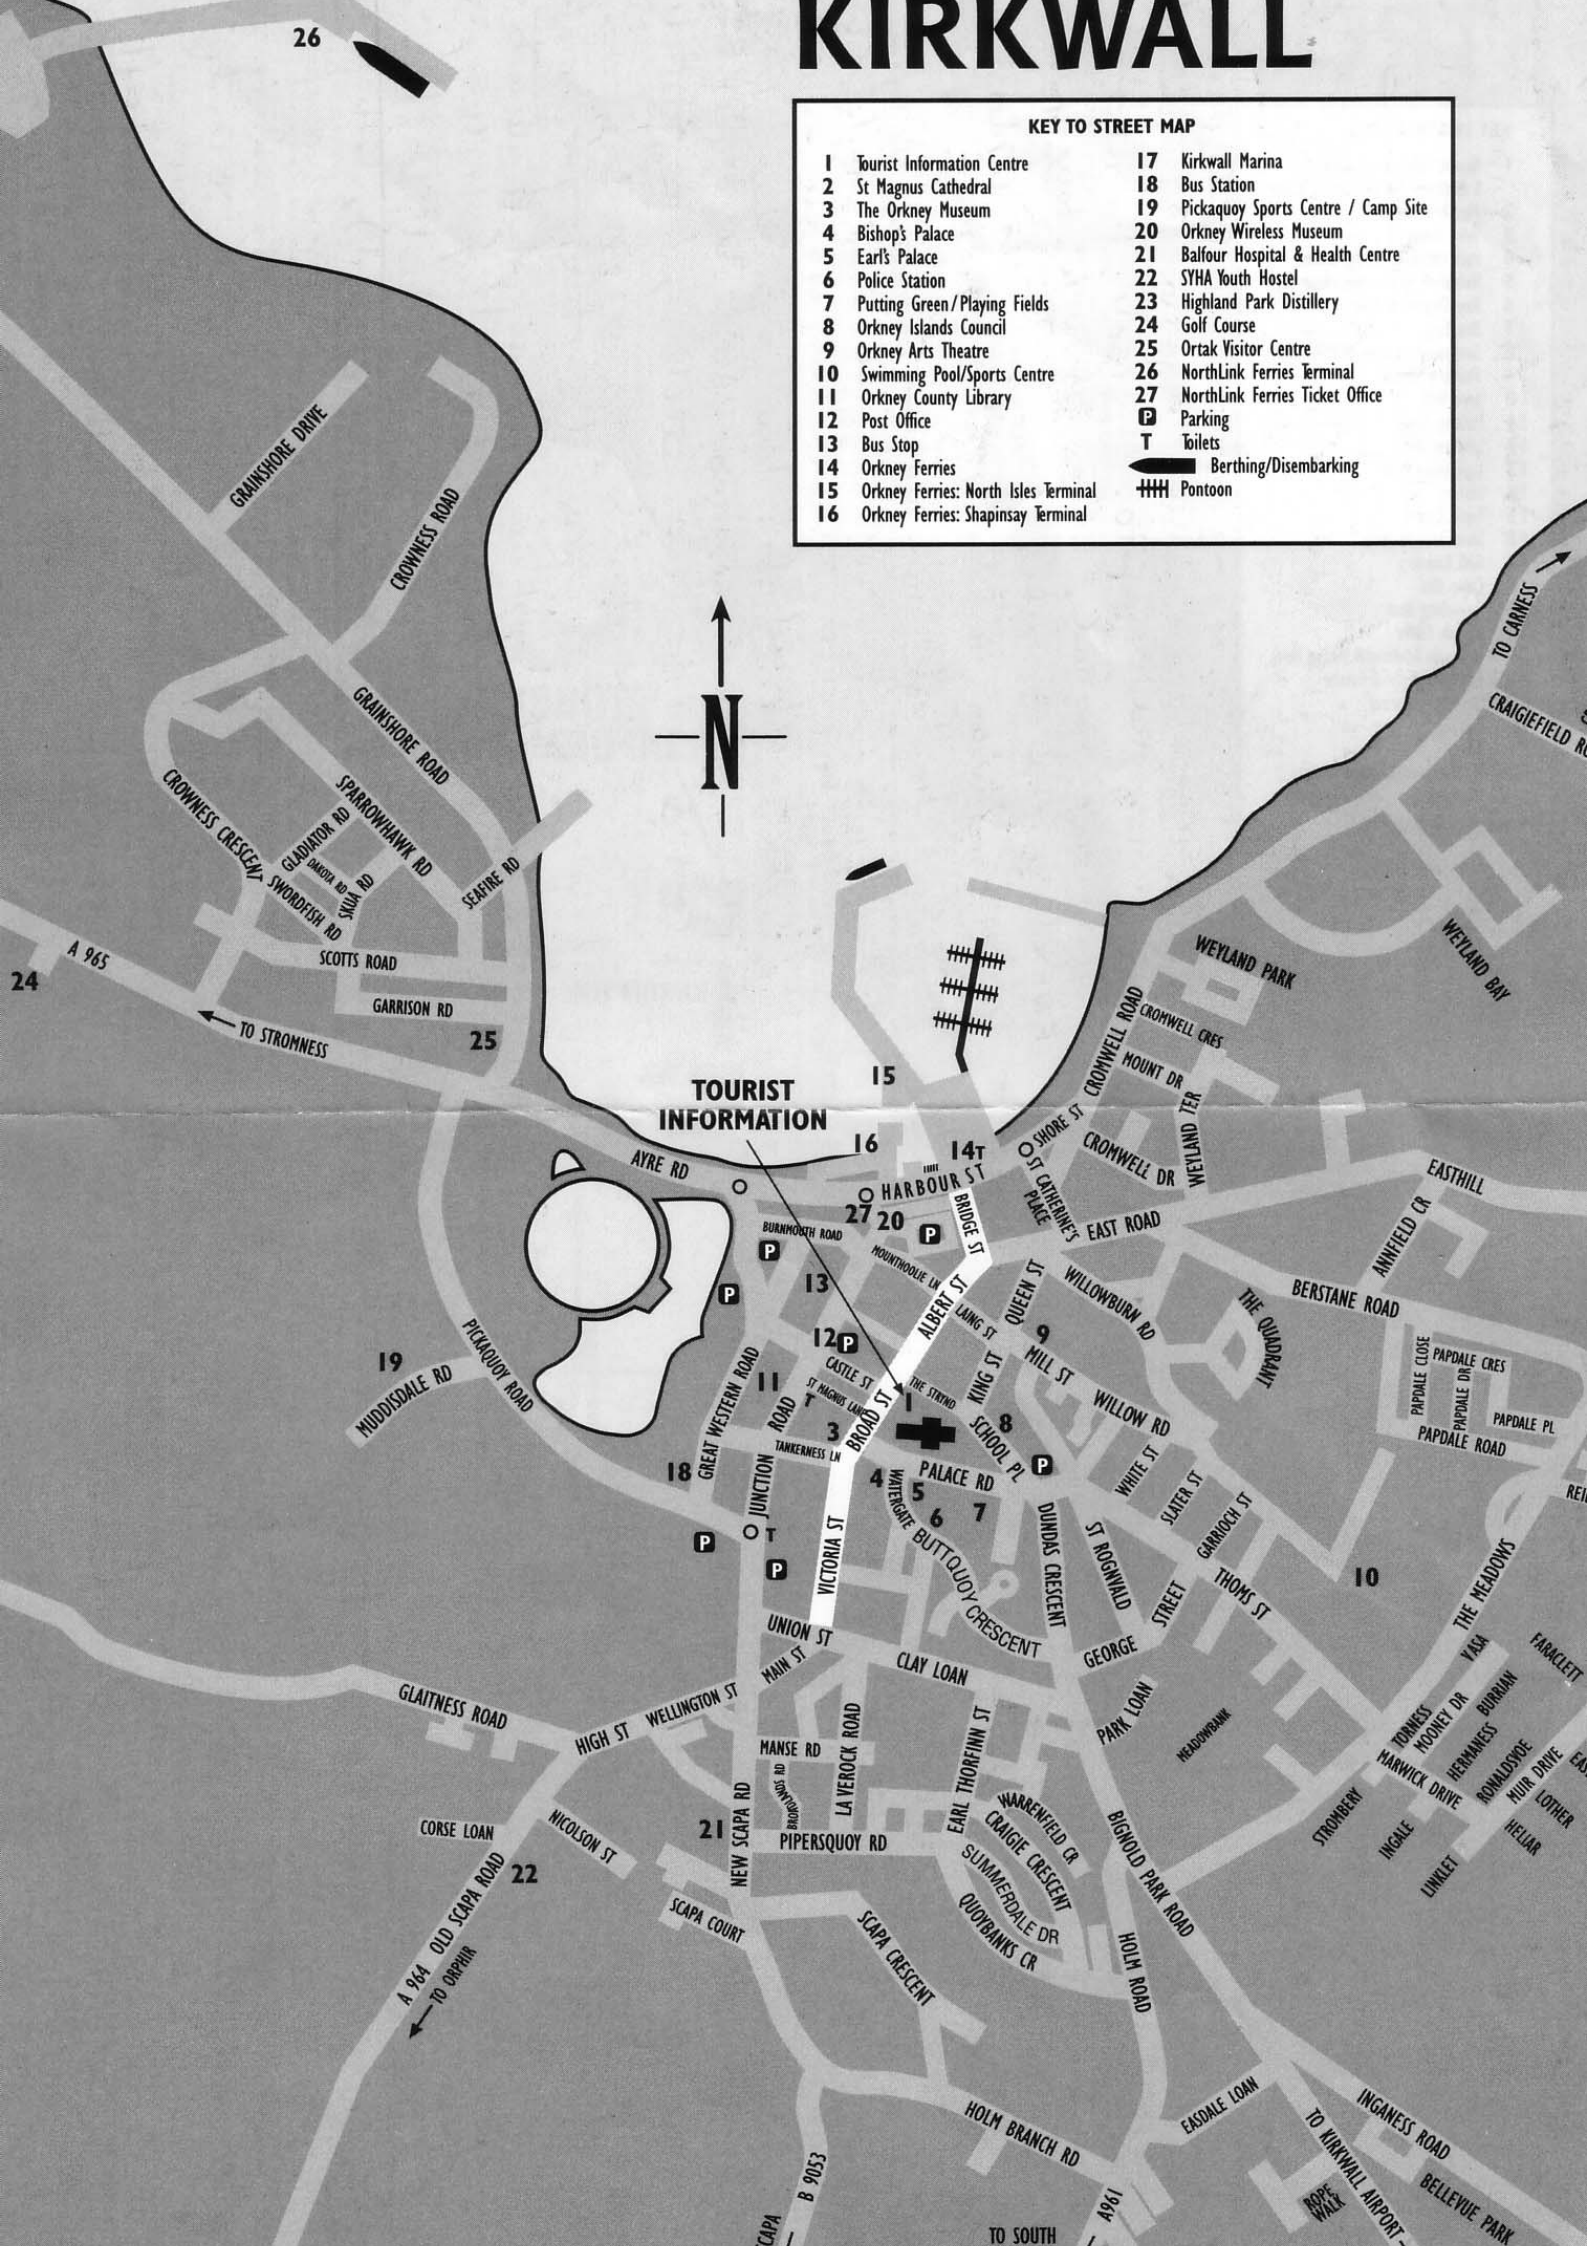 KIRKWALL
KEY TO STREET MAP
1 Tourist Information Centre
2 St Magnus Cathedral
3 The Orkney Museum
4 Bishop's Palace
5 Earl's Palace
6 Police Station
7 Putting Green/Playing Fields
8 Orkney Islands Council
9 Orkney Arts Theatre
10 Swimming Pool/Sports Centre
11 Orkney County Library
12 Post Office
13 Bus Stop
14 Orkney Ferries
15 Orkney Ferries: North Isles Terminal
16 Orkney Ferries: Shapinsay Terminal
17 Kirkwall Marina
18 Bus Station
19 Pickaquoy Sports Centre / Camp Site
20 Orkney Wireless Museum
21 Balfour Hospital & Health Centre
22 SYHA Youth Hostel
23 Highland Park Distillery
24 Golf Course
25 Ortak Visitor Centre
26 NorthLink Ferries Terminal
27 NorthLink Ferries Ticket Office
P Parking
T Toilets
Berthing/Disembarking
Pontoon
26
GRAINSHORE DRIVE
CROWNESS ROAD
N
TO CARNESS
CRAIGIEFIELD
GRAINSHORE ROAD
CROWNESS CRESCENT
SPARROWHAWK RD
GLADIATOR RD
DAKOTA RD
SKUA RD
SWORDFISH RD
SEAFIRE RD
SCOTTS ROAD
GARRISON RD
A 965
24
TO STROMNESS
25
WEYLAND PARK
WEYLAND BAY
CROMWELL ROAD
CROMWELL CRES
MOUNT DR
WEYLAND TER
CROMWELL DR
SHORE ST
ST CATHERINE'S
PLACE
TOURIST
INFORMATION
15
16
14T
HARBOUR ST
AYRE RD
27
20
P
BRIDGE ST
EAST ROAD
EASTHILL
ANNFIELD CR
BERSTANE ROAD
BURNMOUTH ROAD
P
P
MOUNTHOOLIE LN
13
ALBERT ST
LAING ST
QUEEN ST
WILLOWBURN RD
THE QUADRANT
9
MILL ST
WILLOW RD
12
P
CASTLE ST
ST MAGNUS LANE
T
11
THE STRYND
1
KING ST
8
SCHOOL PL
P
PAPDALE CLOSE
PAPDALE CRES
PAPDALE DR
PAPDALE PL
PAPDALE ROAD
19
MUDDISDALE RD
PICKAQUOY ROAD
GREAT WESTERN ROAD
JUNCTION ROAD
18
3
BROAD ST
TANKERNESS LN
4
WATERGATE
5
PALACE RD
6
7
WHITE ST
SLATER ST
GARRIOCH ST
P
T
P
VICTORIA ST
BUTTQUOY CRESCENT
DUNDAS CRESCENT
ST ROGNVALD
STREET
GEORGE
THOMS ST
10
THE MEADOWS
UNION ST
MAIN ST
CLAY LOAN
WELLINGTON ST
HIGH ST
GLAITNESS ROAD
PARK LOAN
MEADOWBANK
VASA
FARACLETT
TORNESS
MOONEY DR
BURRIAN
HERMANESS
RONALDSVOE
MUIR DRIVE
LOTHER
HELIAR
MARWICK DRIVE
STROMBERY
INGALE
LINKLET
MANSE RD
LAVEROCK ROAD
EARL THORFINN ST
NEW SCAPA RD
21
PIPERSQUOY RD
WARRENFIELD CR
CRAIGIE CRESCENT
SUMMERDALE DR
QUOYBANKS CR
BIGNOLD PARK ROAD
CORSE LOAN
NICOLSON ST
22
OLD SCAPA ROAD
A 964
TO ORPHIR
SCAPA COURT
SCAPA CRESCENT
HOLM ROAD
HOLM BRANCH RD
EASDALE LOAN
INGANESS ROAD
TO KIRKWALL AIRPORT
BELLEVUE PARK
ROPE
WALK
B 9053
SCAPA
A961
TO SOUTH